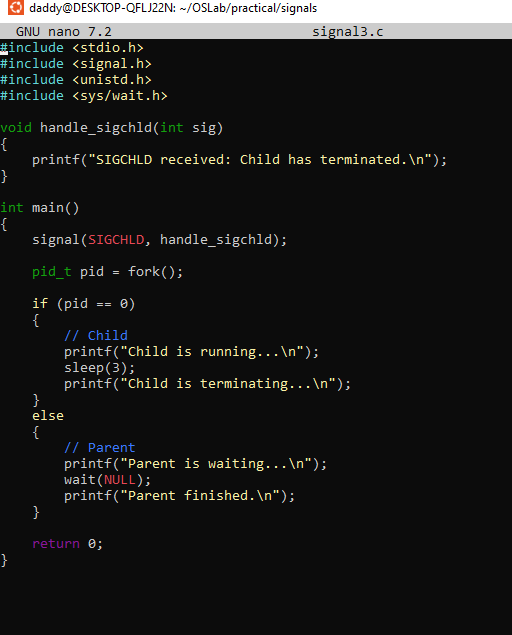 daddy@DESKTOP-QFLJ22N: ~/OSLab/practical/signals
GNU nano 7.2 signal3.c
#include <stdio.h>
#include <signal.h>
#include <unistd.h>
#include <sys/wait.h>
void handle_sigchld(int sig)
{
    printf("SIGCHLD received: Child has terminated.\n");
}
int main()
{
    signal(SIGCHLD, handle_sigchld);
    pid_t pid = fork();
    if (pid == 0)
    {
        // Child
        printf("Child is running...\n");
        sleep(3);
        printf("Child is terminating...\n");
    }
    else
    {
        // Parent
        printf("Parent is waiting...\n");
        wait(NULL);
        printf("Parent finished.\n");
    }
    return 0;
}